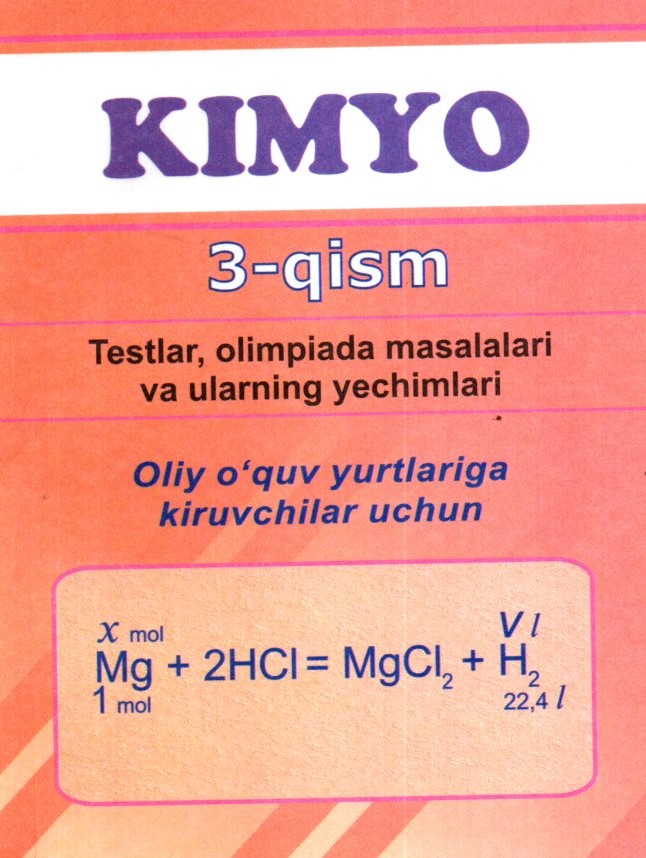 KIMYO
3-qism
Testlar, olimpiada masalalari
va ularning yechimlari
Oliy o‘quv yurtlariga
kiruvchilar uchun
x mol V l
Mg + 2HCl = MgCl₂ + H₂
1 mol 22,4 l